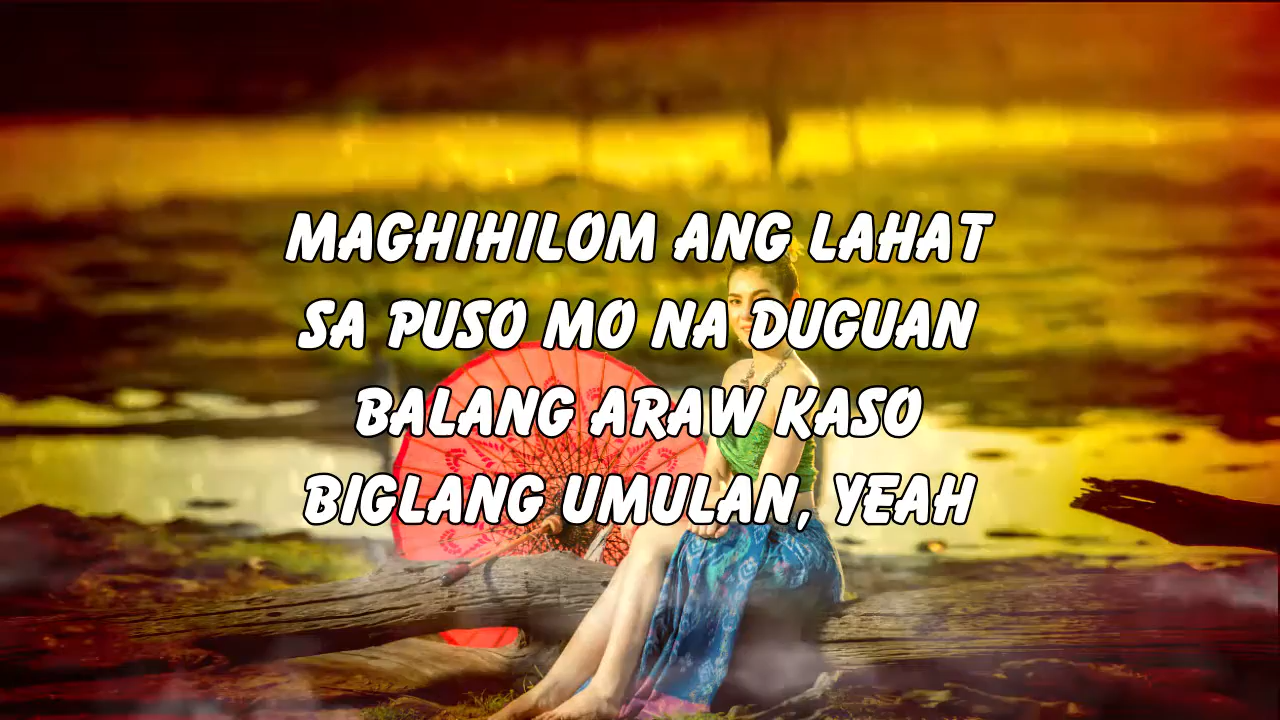 MAGHIHILOM ANG LAHAT
SA PUSO MO NA DUGUAN
BALANG ARAW KASO
BIGLANG UMULAN, YEAH